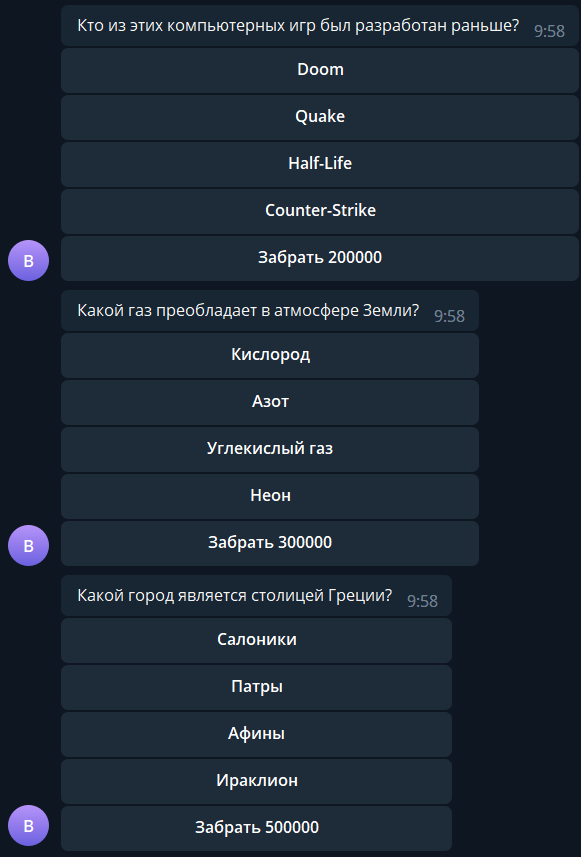 Кто из этих компьютерных игр был разработан раньше? 9:58
Doom
Quake
Half-Life
Counter-Strike
Забрать 200000
В
Какой газ преобладает в атмосфере Земли? 9:58
Кислород
Азот
Углекислый газ
Неон
Забрать 300000
В
Какой город является столицей Греции? 9:58
Салоники
Патры
Афины
Ираклион
Забрать 500000
В